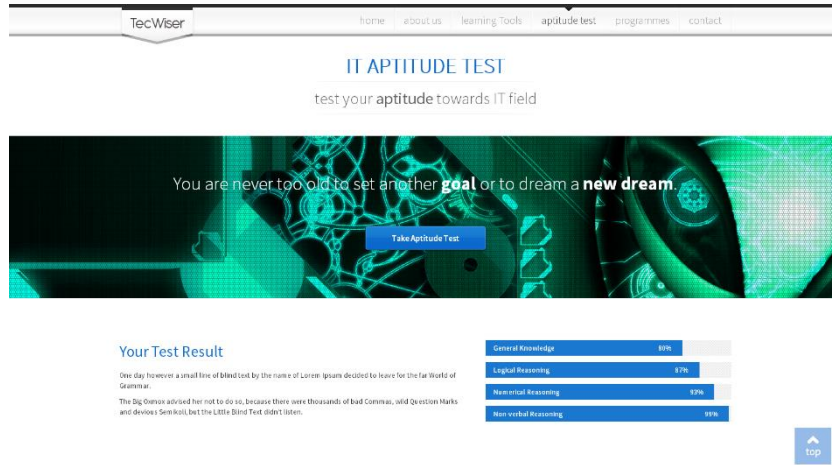 TecWiser
home about us learning Tools aptitude test programmes contact
IT APTITUDE TEST
test your aptitude towards IT field
You are never too old to set another goal or to dream a new dream.
Take Aptitude Test
Your Test Result
One day however a small line of blind text by the name of Lorem Ipsum decided to leave for the far World of
Grammar.
The Big Oxmox advised her not to do so, because there were thousands of bad Commas, wild Question Marks
and devious Semikoli, but the Little Blind Text didn't listen.
General Knowledge 80%
Logical Reasoning 87%
Numerical Reasoning 93%
Non-verbal Reasoning 99%
top